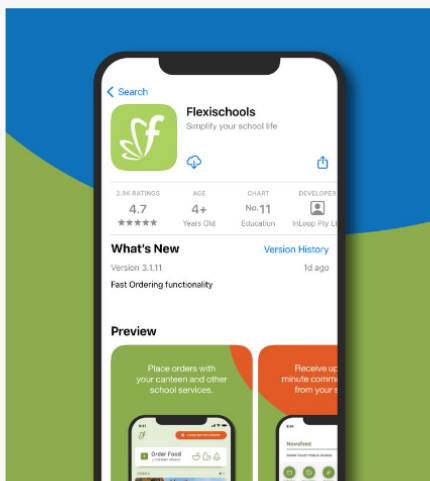 Search
Flexischools
Simplify your school life
2.9K RATINGS
AGE
CHART
DEVELOPER
4.7
4+
No.11
★★★★★
Years Old
Education
InLoop Pty L
What's New
Version History
Version 3.1.11
1d ago
Fast Ordering functionality
Preview
Place orders with
your canteen and other
school services.
Receive up
minute comm
from your s
9:41
Order Food
Newsfeed